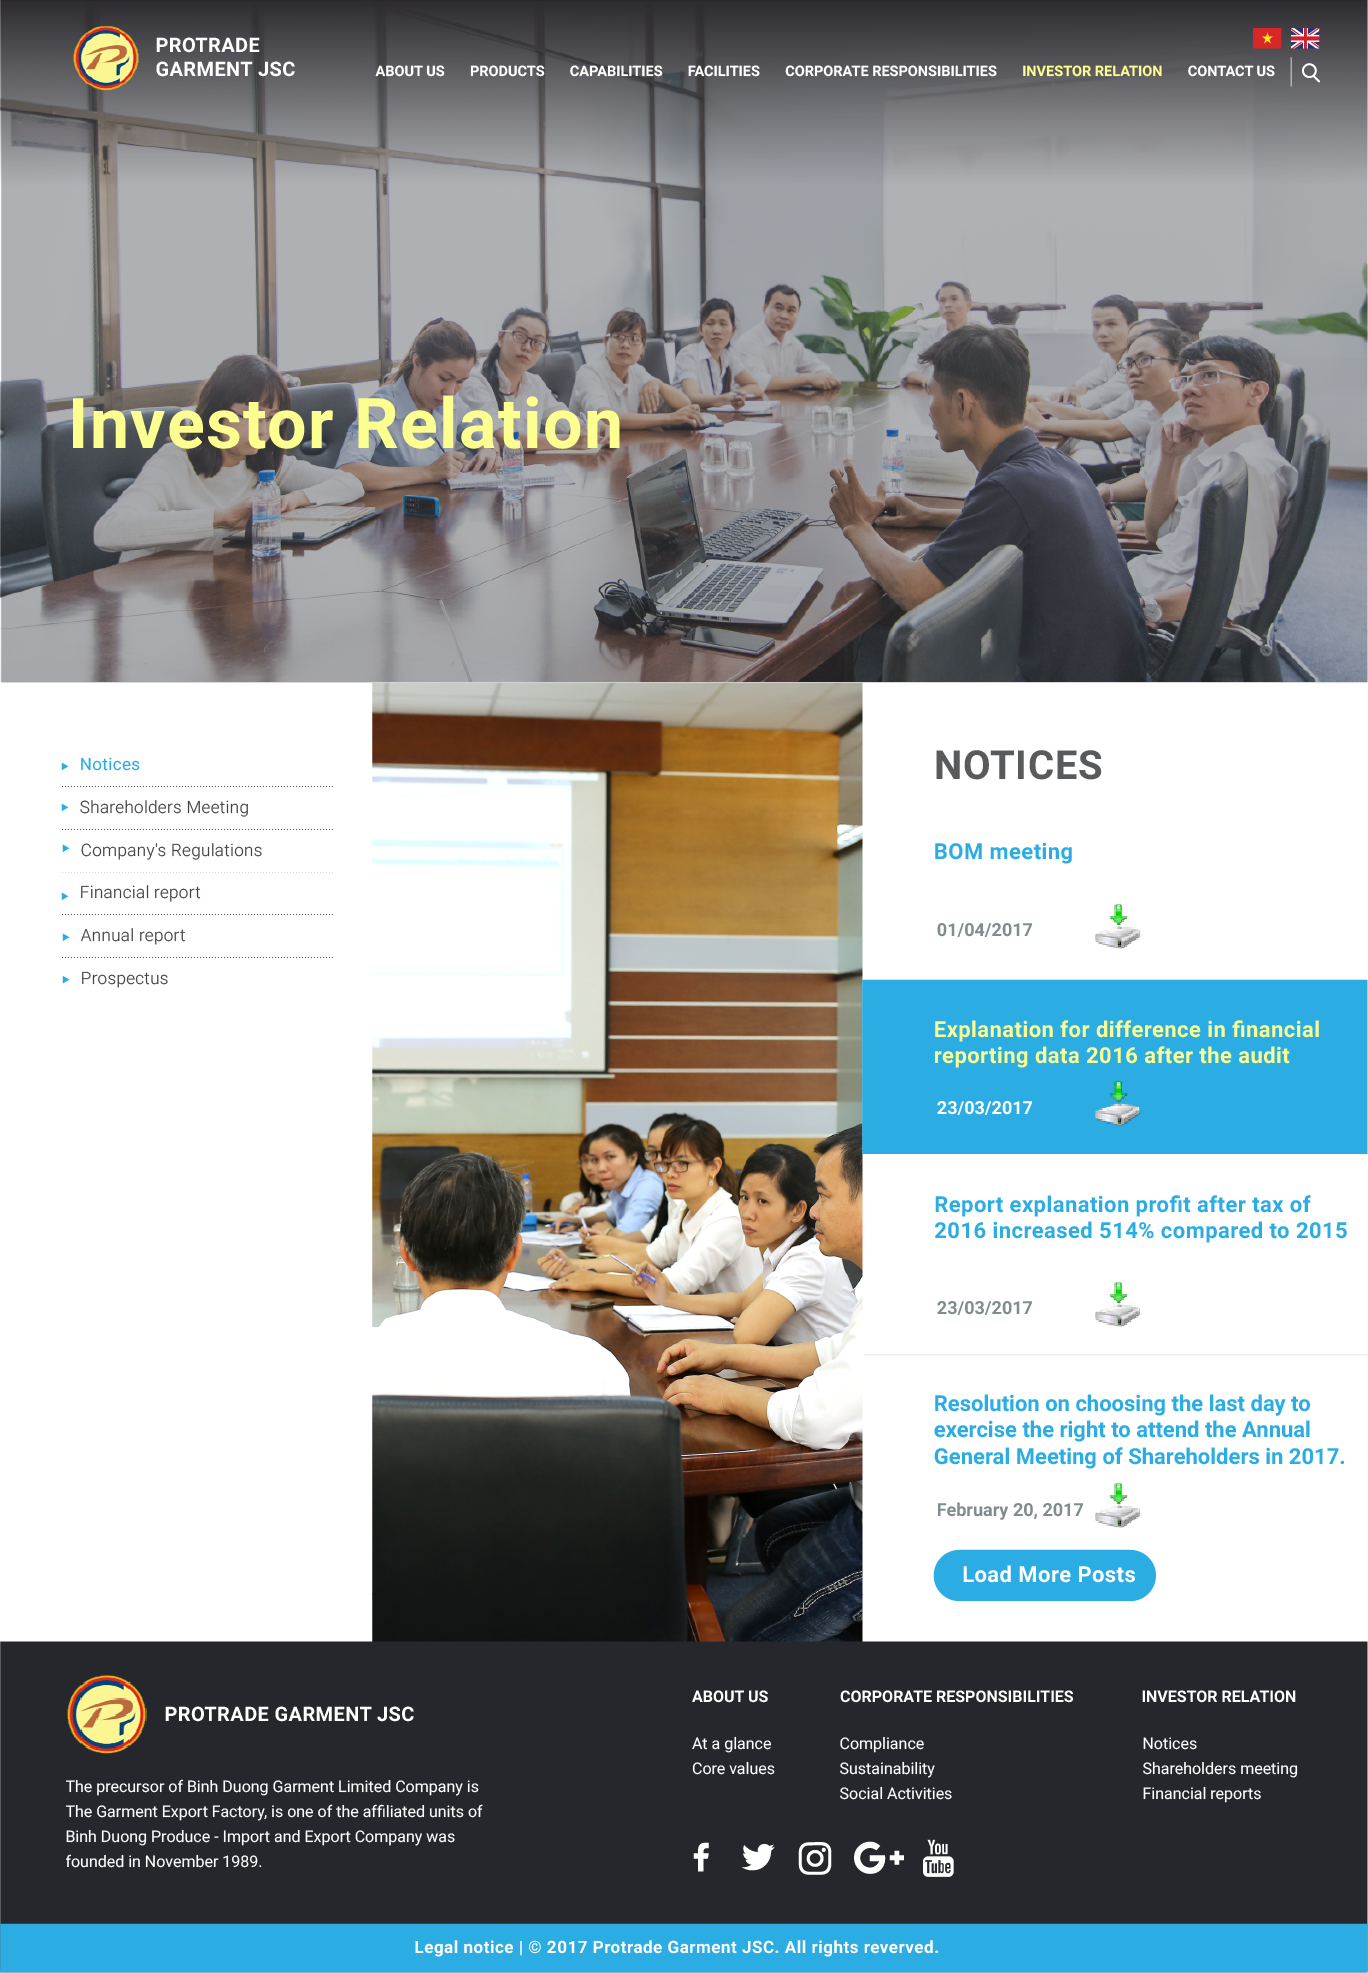 PROTRADE
GARMENT JSC
ABOUT US PRODUCTS CAPABILITIES FACILITIES CORPORATE RESPONSIBILITIES INVESTOR RELATION CONTACT US
Investor Relation
Notices
Shareholders Meeting
Company's Regulations
Financial report
Annual report
Prospectus
NOTICES
BOM meeting
01/04/2017
Explanation for difference in financial
reporting data 2016 after the audit
23/03/2017
Report explanation profit after tax of
2016 increased 514% compared to 2015
23/03/2017
Resolution on choosing the last day to
exercise the right to attend the Annual
General Meeting of Shareholders in 2017.
February 20, 2017
Load More Posts
PROTRADE GARMENT JSC
The precursor of Binh Duong Garment Limited Company is
The Garment Export Factory, is one of the affiliated units of
Binh Duong Produce - Import and Export Company was
founded in November 1989.
ABOUT US
At a glance
Core values
CORPORATE RESPONSIBILITIES
Compliance
Sustainability
Social Activities
INVESTOR RELATION
Notices
Shareholders meeting
Financial reports
You
Tube
Legal notice | © 2017 Protrade Garment JSC. All rights reverved.